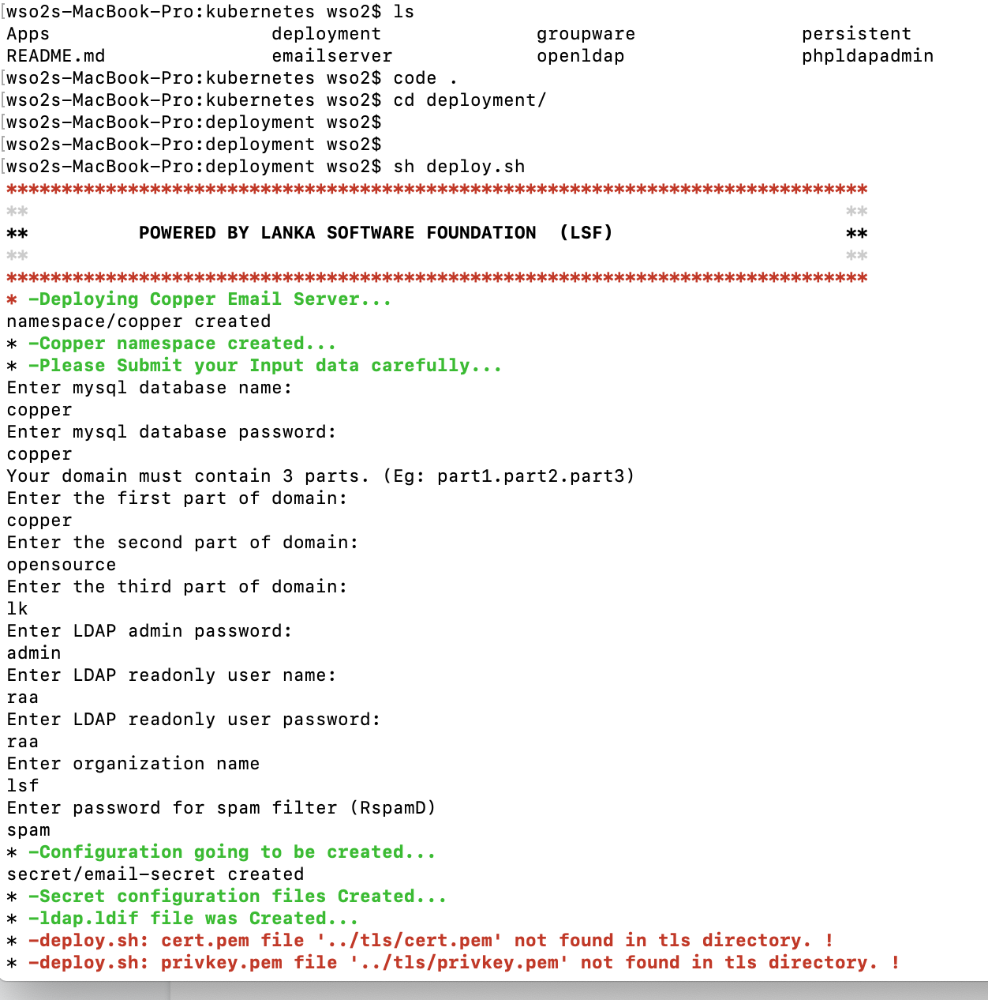 [wso2s-MacBook-Pro:kubernetes wso2$ ls
Apps deployment groupware persistent
README.md emailserver openldap phpldapadmin
[wso2s-MacBook-Pro:kubernetes wso2$ code .
[wso2s-MacBook-Pro:kubernetes wso2$ cd deployment/
[wso2s-MacBook-Pro:deployment wso2$
[wso2s-MacBook-Pro:deployment wso2$
[wso2s-MacBook-Pro:deployment wso2$ sh deploy.sh
******************************************************************************
** **
** POWERED BY LANKA SOFTWARE FOUNDATION (LSF) **
** **
******************************************************************************
* -Deploying Copper Email Server...
namespace/copper created
* -Copper namespace created...
* -Please Submit your Input data carefully...
Enter mysql database name:
copper
Enter mysql database password:
copper
Your domain must contain 3 parts. (Eg: part1.part2.part3)
Enter the first part of domain:
copper
Enter the second part of domain:
opensource
Enter the third part of domain:
lk
Enter LDAP admin password:
admin
Enter LDAP readonly user name:
raa
Enter LDAP readonly user password:
raa
Enter organization name
lsf
Enter password for spam filter (RspamD)
spam
* -Configuration going to be created...
secret/email-secret created
* -Secret configuration files Created...
* -ldap.ldif file was Created...
* -deploy.sh: cert.pem file '../tls/cert.pem' not found in tls directory. !
* -deploy.sh: privkey.pem file '../tls/privkey.pem' not found in tls directory. !